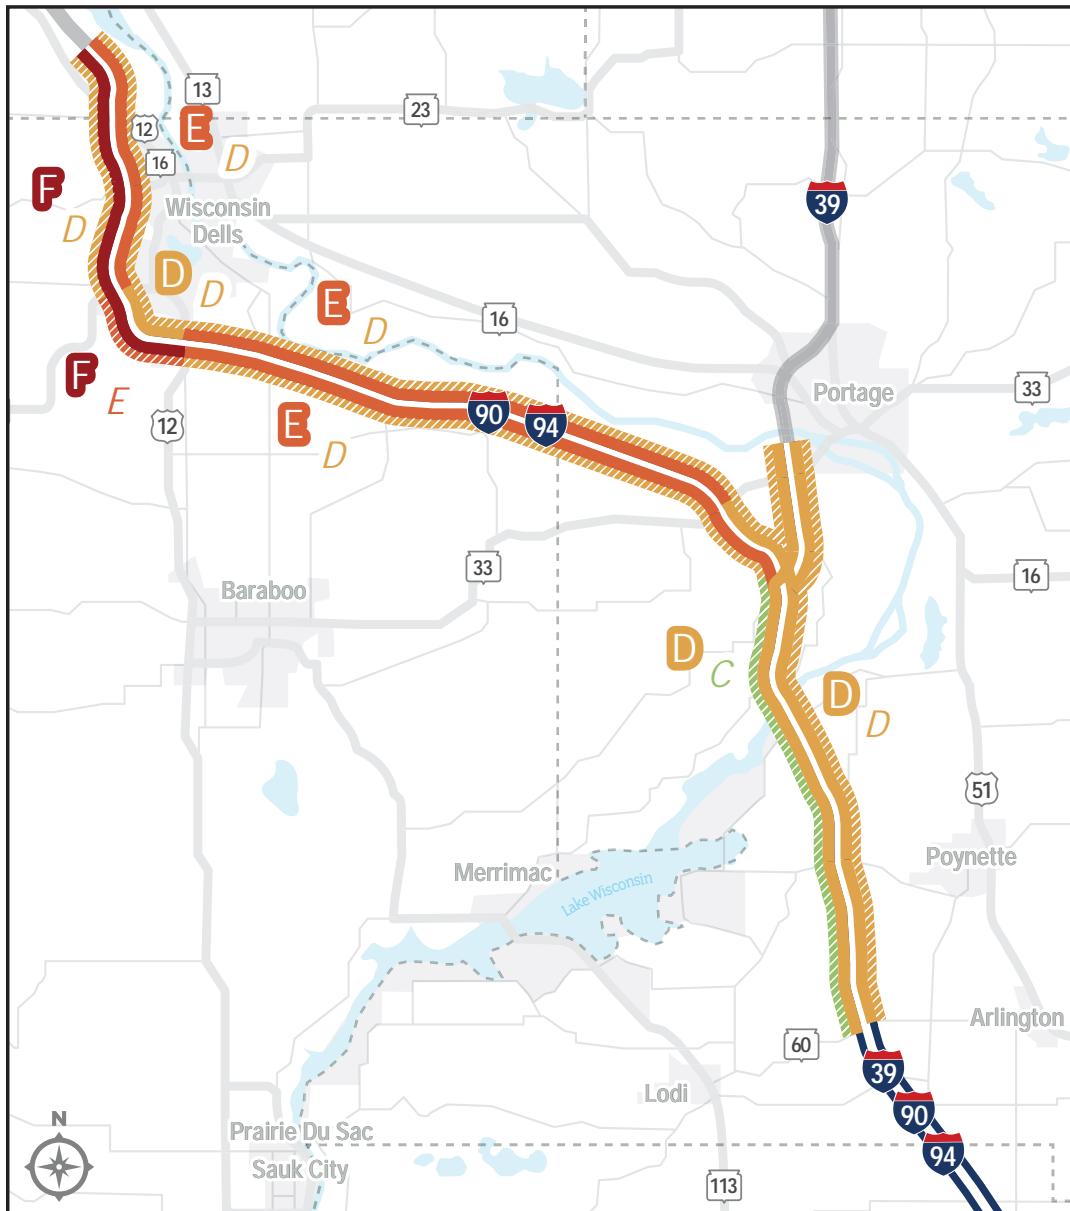 13
23
12
E
16
D
F
39
Wisconsin
Dells
D
D
D
E
16
D
F
E
33
Portage
90
94
12
E
D
33
16
Baraboo
D
C
D
D
51
Poynette
Merrimac
Lake Wisconsin
Arlington
60
39
Lodi
90
N
Prairie Du Sac
94
Sauk City
113